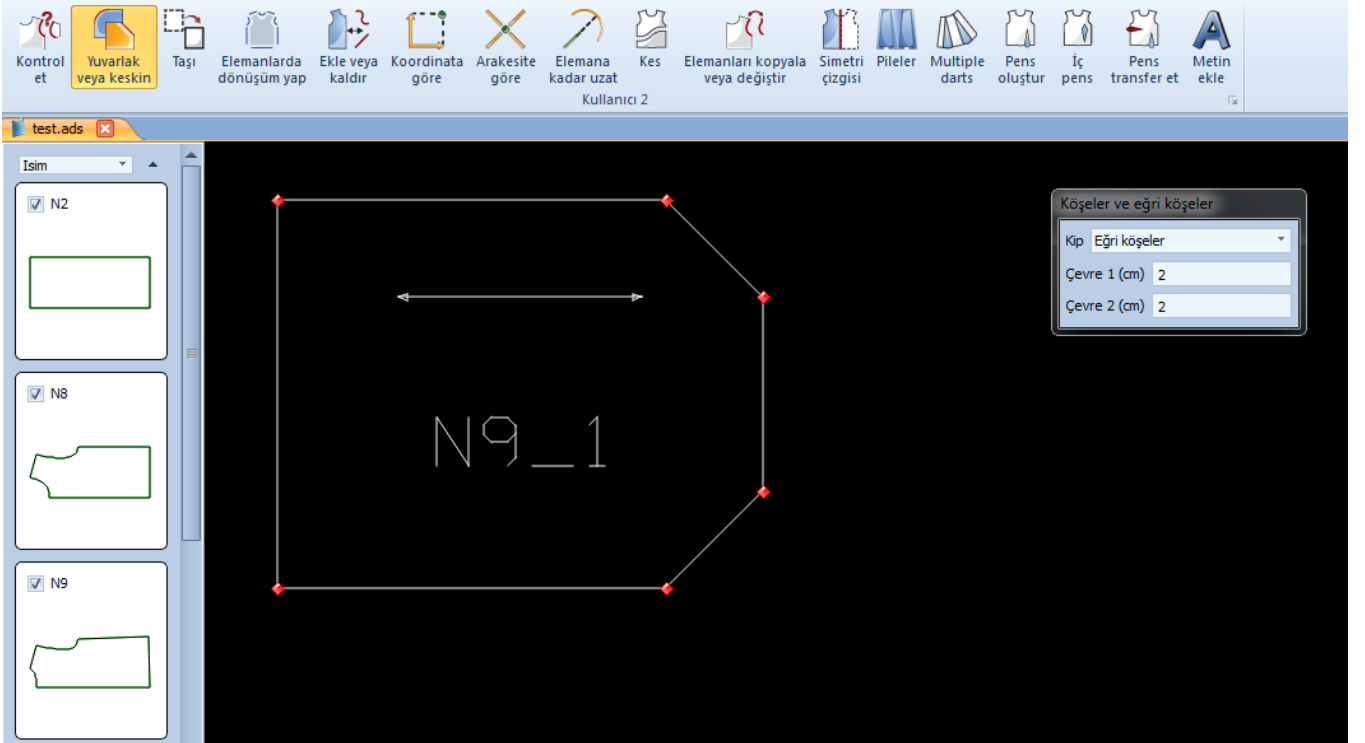 Kontrol et
Yuvarlak veya keskin
Taşı
Elemanlarda dönüşüm yap
Ekle veya kaldır
Koordinata göre
Arakesite göre
Elemana kadar uzat
Kes
Elemanları kopyala veya değiştir
Simetri çizgisi
Pileler
Multiple darts
Pens oluştur
İç pens
Pens transfer et
Metin ekle
Kullanıcı 2
test.ads
Isim
N2
N8
N9
N9_1
Köşeler ve eğri köşeler
Kip Eğri köşeler
Çevre 1 (cm) 2
Çevre 2 (cm) 2